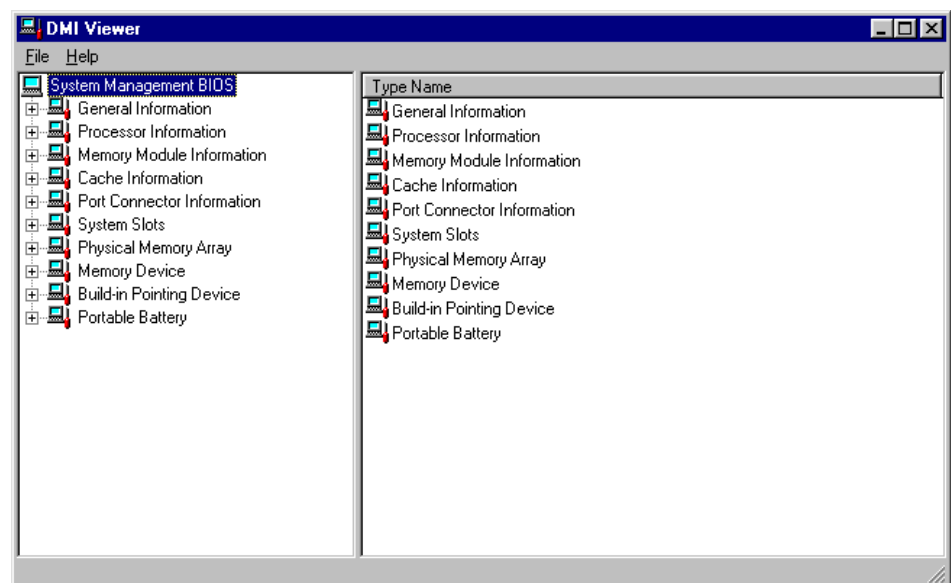 DMI Viewer
File Help
System Management BIOS
General Information
Processor Information
Memory Module Information
Cache Information
Port Connector Information
System Slots
Physical Memory Array
Memory Device
Build-in Pointing Device
Portable Battery
Type Name
General Information
Processor Information
Memory Module Information
Cache Information
Port Connector Information
System Slots
Physical Memory Array
Memory Device
Build-in Pointing Device
Portable Battery